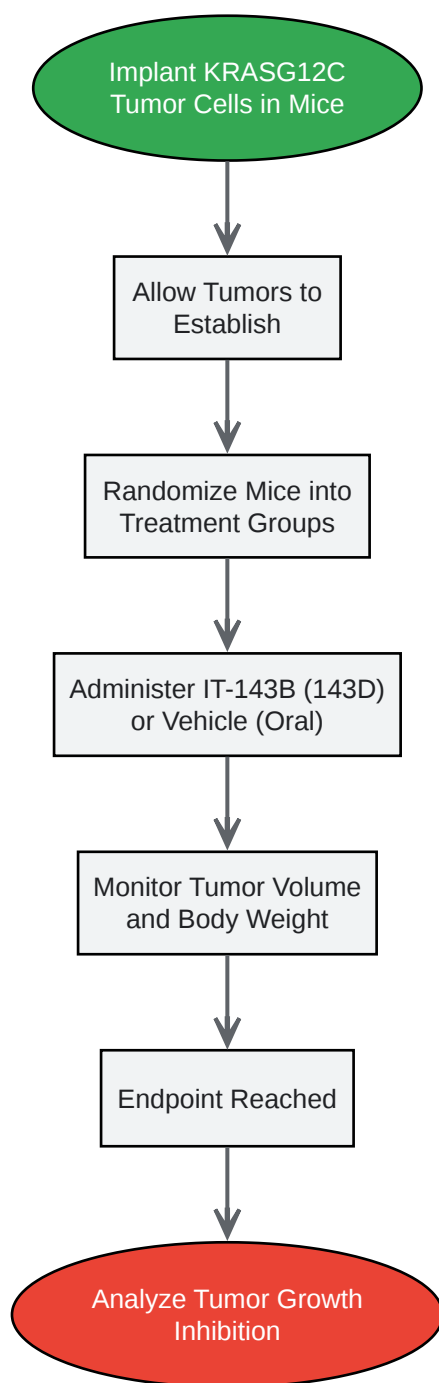 Implant KRASG12C
Tumor Cells in Mice
Allow Tumors to
Establish
Randomize Mice into
Treatment Groups
Administer IT-143B (143D)
or Vehicle (Oral)
Monitor Tumor Volume
and Body Weight
Endpoint Reached
Analyze Tumor Growth
Inhibition